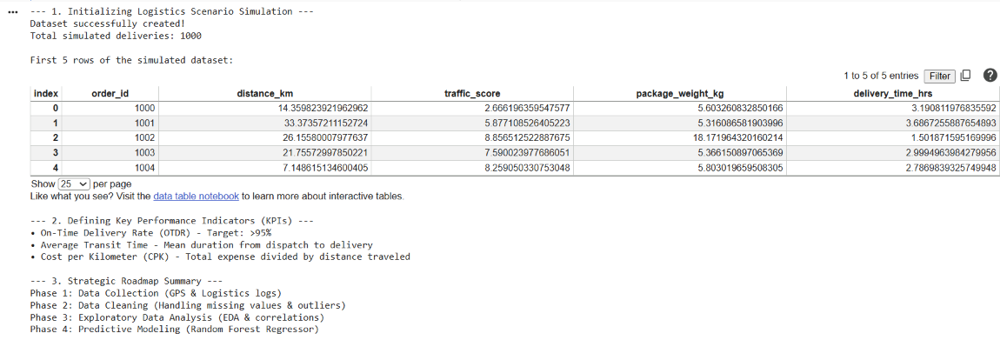 --- 1. Initializing Logistics Scenario Simulation ---
Dataset successfully created!
Total simulated deliveries: 1000
First 5 rows of the simulated dataset:
1 to 5 of 5 entries Filter
index order_id distance_km traffic_score package_weight_kg delivery_time_hrs
0 1000 14.359823921962962 2.666196359547577 5.603260832850166 3.190811976835592
1 1001 33.37357211152724 5.877108526405223 5.316086581903996 3.6867255887654893
2 1002 26.15580007977637 8.856512522887675 18.171964320160214 1.501871595169996
3 1003 21.75572997850221 7.590023977686051 5.366150897065369 2.9994963984279956
4 1004 7.148615134600405 8.259050330753048 5.803019659508305 2.7869839325749948
Show 25 per page
Like what you see? Visit the data table notebook to learn more about interactive tables.
--- 2. Defining Key Performance Indicators (KPIs) ---
• On-Time Delivery Rate (OTDR) - Target: >95%
• Average Transit Time - Mean duration from dispatch to delivery
• Cost per Kilometer (CPK) - Total expense divided by distance traveled
--- 3. Strategic Roadmap Summary ---
Phase 1: Data Collection (GPS & Logistics logs)
Phase 2: Data Cleaning (Handling missing values & outliers)
Phase 3: Exploratory Data Analysis (EDA & correlations)
Phase 4: Predictive Modeling (Random Forest Regressor)